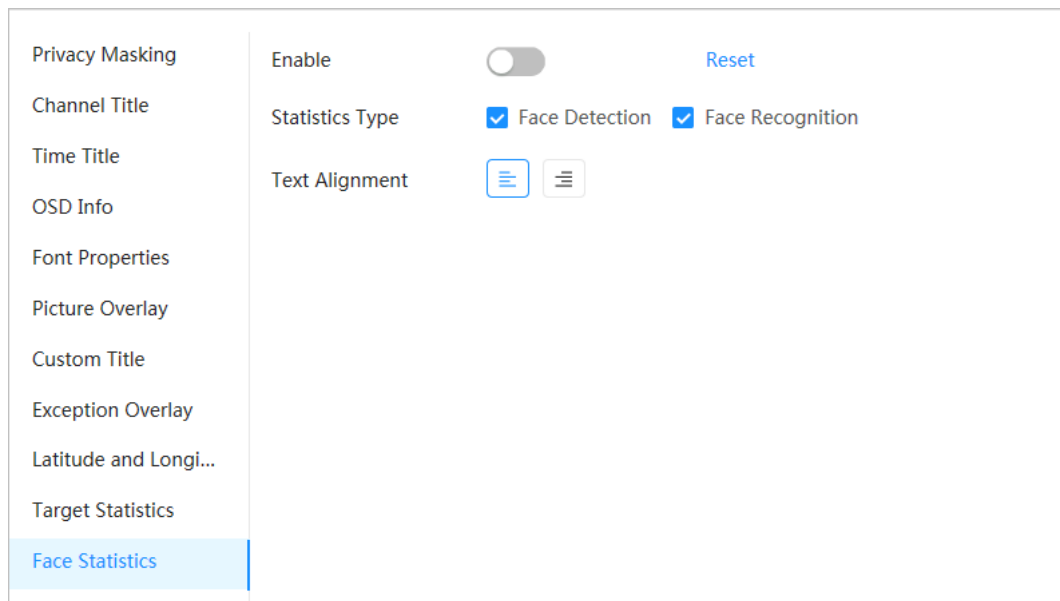 Privacy Masking
Channel Title
Time Title
OSD Info
Font Properties
Picture Overlay
Custom Title
Exception Overlay
Latitude and Longi...
Target Statistics
Face Statistics
Enable Reset
Statistics Type Face Detection Face Recognition
Text Alignment